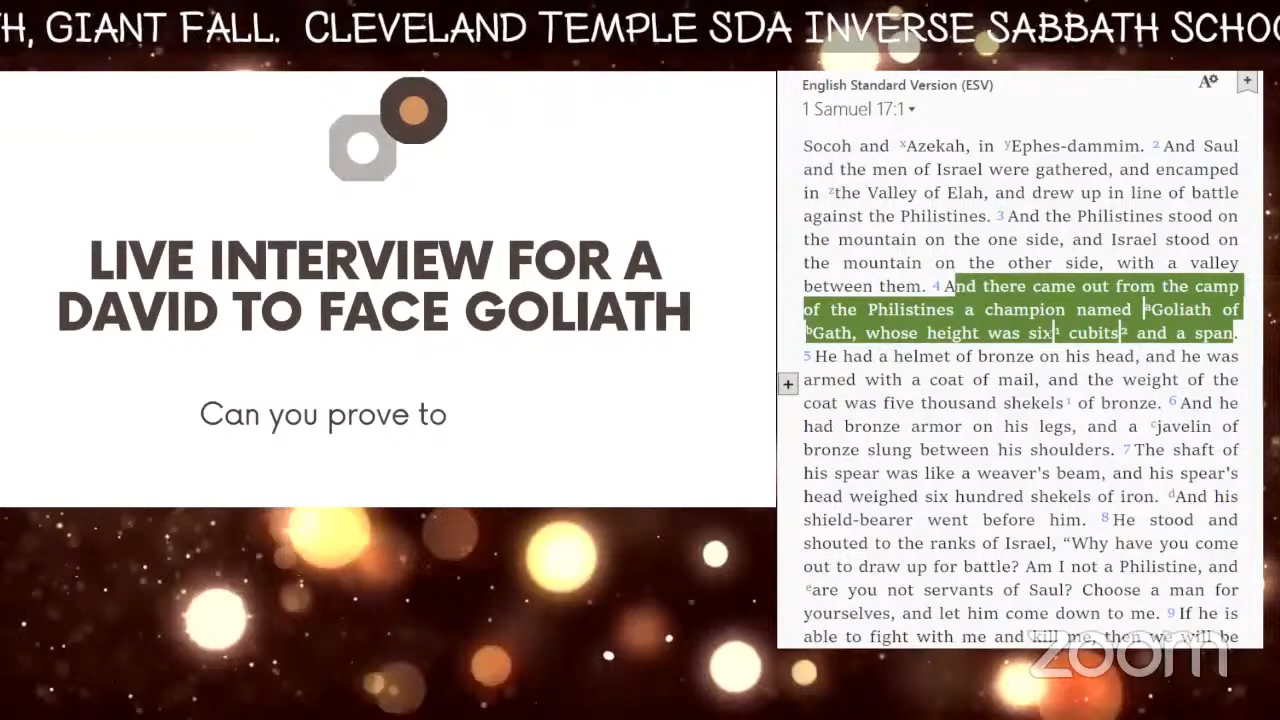 H, GIANT FALL. CLEVELAND TEMPLE SDA INVERSE SABBATH SCHOO
LIVE INTERVIEW FOR A
DAVID TO FACE GOLIATH
Can you prove to
English Standard Version (ESV)
1 Samuel 17:1
Socoh and xAzekah, in yEphes-dammim. 2 And Saul
and the men of Israel were gathered, and encamped
in zthe Valley of Elah, and drew up in line of battle
against the Philistines. 3 And the Philistines stood on
the mountain on the one side, and Israel stood on
the mountain on the other side, with a valley
between them. 4 And there came out from the camp
of the Philistines a champion named aGoliath of
bGath, whose height was six1 cubits2 and a span.
5 He had a helmet of bronze on his head, and he was
armed with a coat of mail, and the weight of the
coat was five thousand shekels1 of bronze. 6 And he
had bronze armor on his legs, and a cjavelin of
bronze slung between his shoulders. 7 The shaft of
his spear was like a weaver's beam, and his spear's
head weighed six hundred shekels of iron. dAnd his
shield-bearer went before him. 8 He stood and
shouted to the ranks of Israel, “Why have you come
out to draw up for battle? Am I not a Philistine, and
eare you not servants of Saul? Choose a man for
yourselves, and let him come down to me. 9 If he is
able to fight with me and kill me, then we will be
zoom